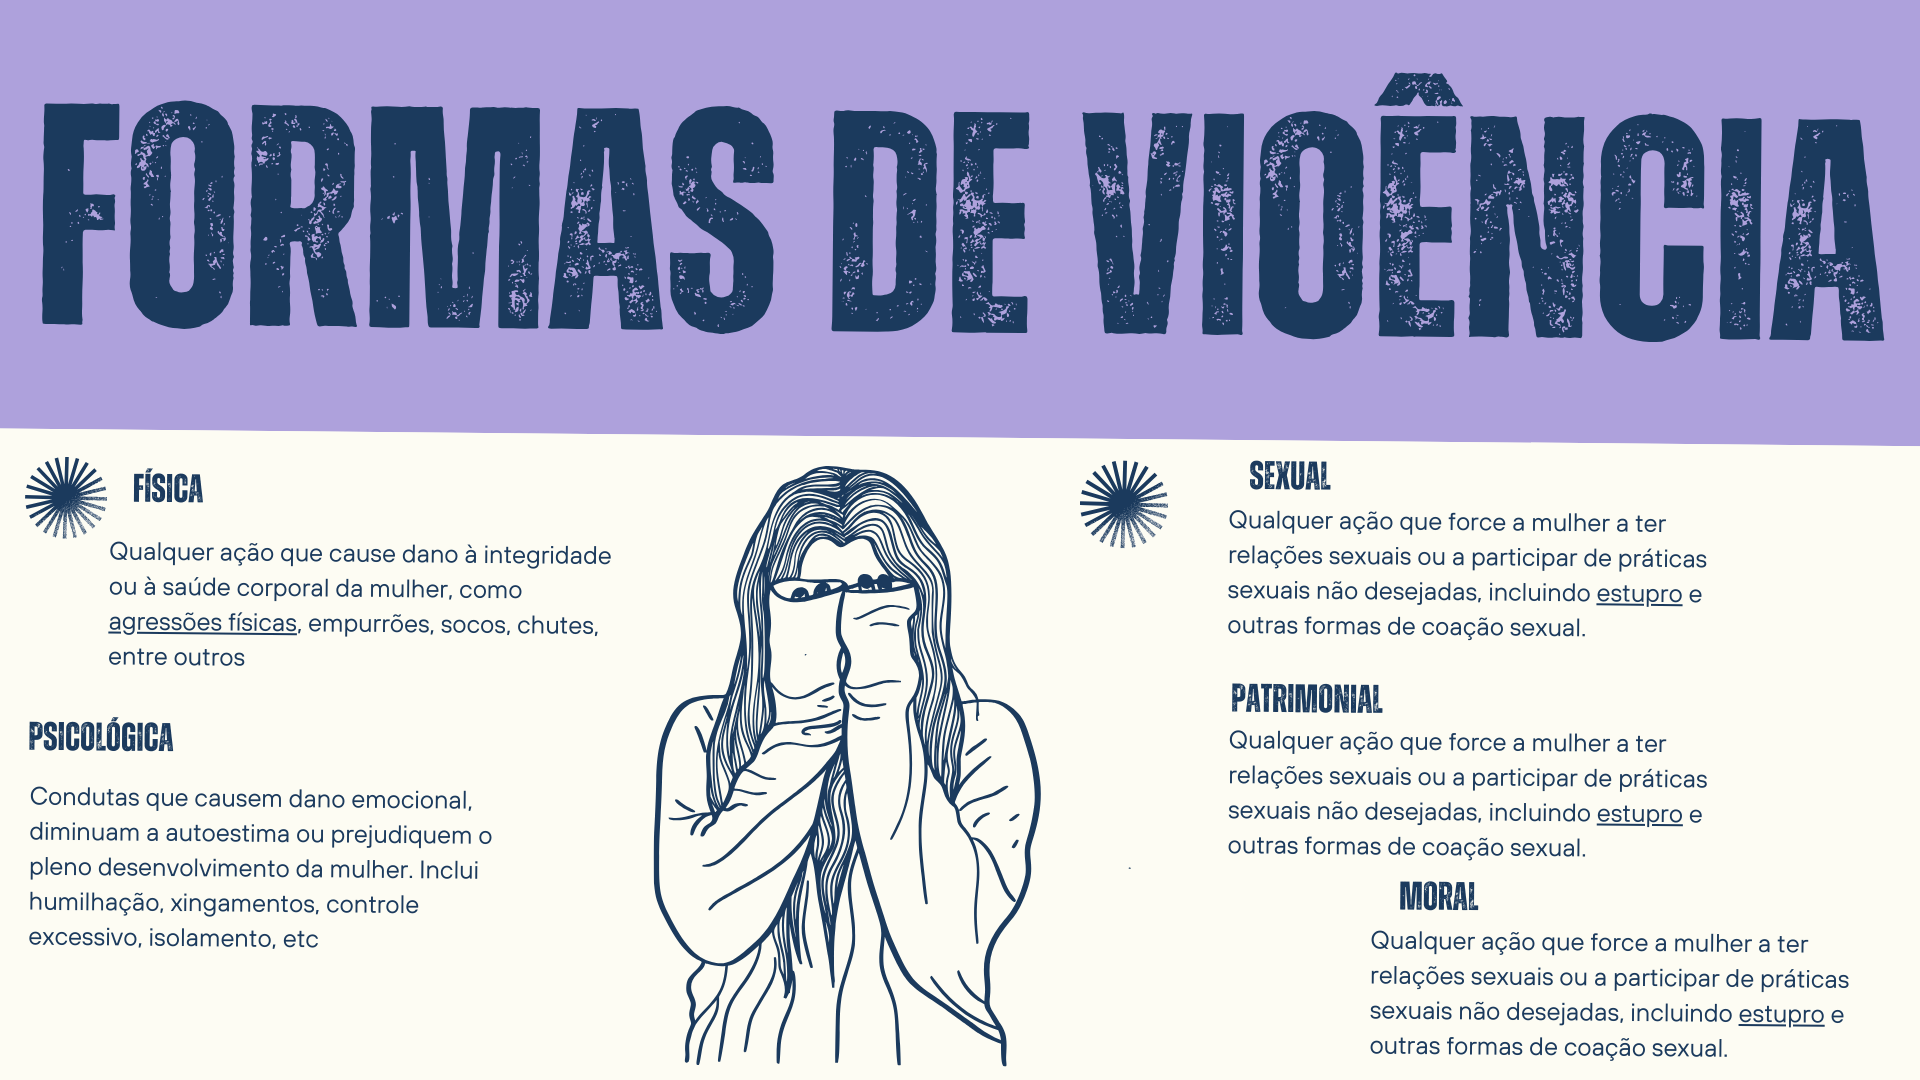 FORMAS DE VIOÊNCIA
FÍSICA
Qualquer ação que cause dano à integridade
ou à saúde corporal da mulher, como
agressões físicas, empurrões, socos, chutes,
entre outros
PSICOLÓGICA
Condutas que causem dano emocional,
diminuam a autoestima ou prejudiquem o
pleno desenvolvimento da mulher. Inclui
humilhação, xingamentos, controle
excessivo, isolamento, etc
SEXUAL
Qualquer ação que force a mulher a ter
relações sexuais ou a participar de práticas
sexuais não desejadas, incluindo estupro e
outras formas de coação sexual.
PATRIMONIAL
Qualquer ação que force a mulher a ter
relações sexuais ou a participar de práticas
sexuais não desejadas, incluindo estupro e
outras formas de coação sexual.
MORAL
Qualquer ação que force a mulher a ter
relações sexuais ou a participar de práticas
sexuais não desejadas, incluindo estupro e
outras formas de coação sexual.